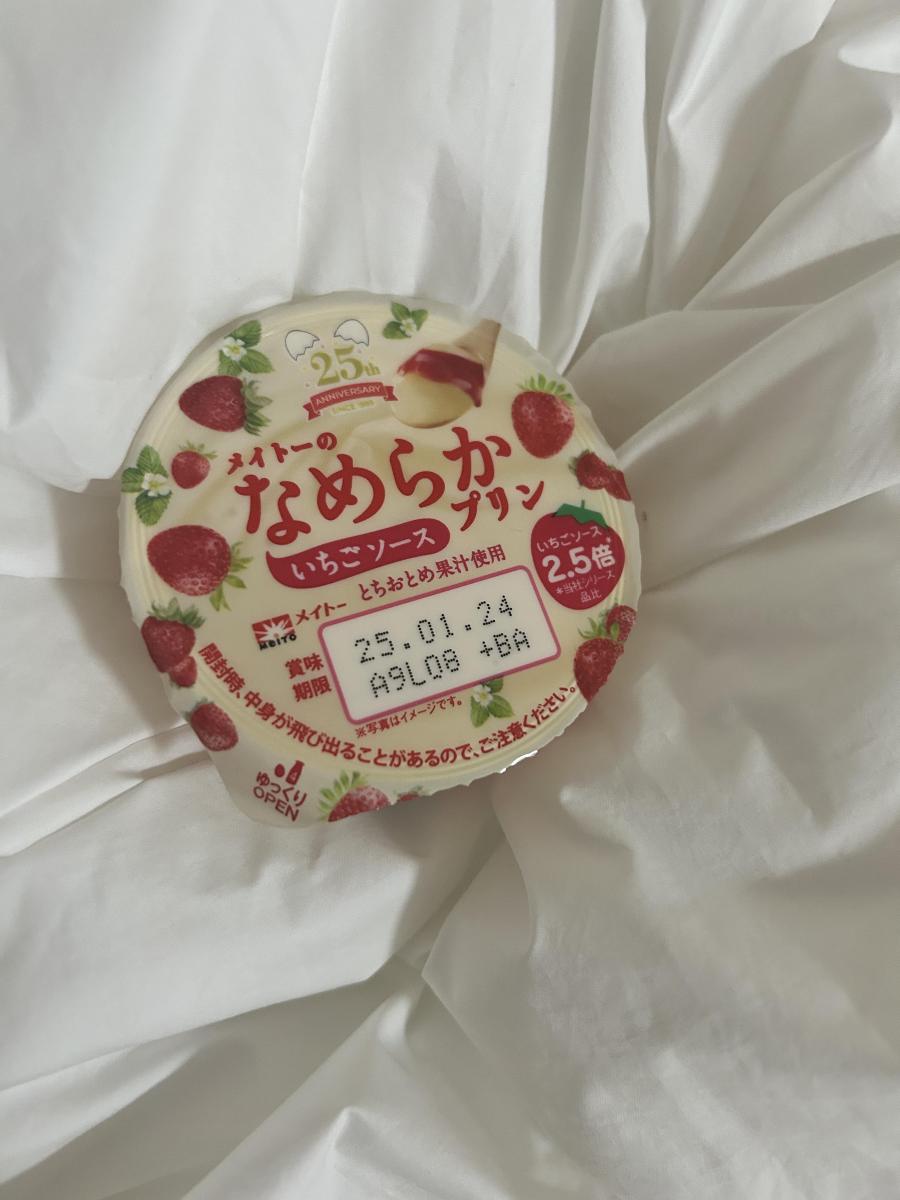 25th
ANNIVERSARY
メイトーの
なめらか
プリン
いちごソース
とちおとめ果汁使用
いちごソース*
2.5倍
*当社シリーズ
品比
MEITO
メイトー
賞味
期限
25.01.24
A9L08 +BA
※写真はイメージです。
開封時、中身が飛び出ることがあるので、ご注意ください。
ゆっくり
OPEN